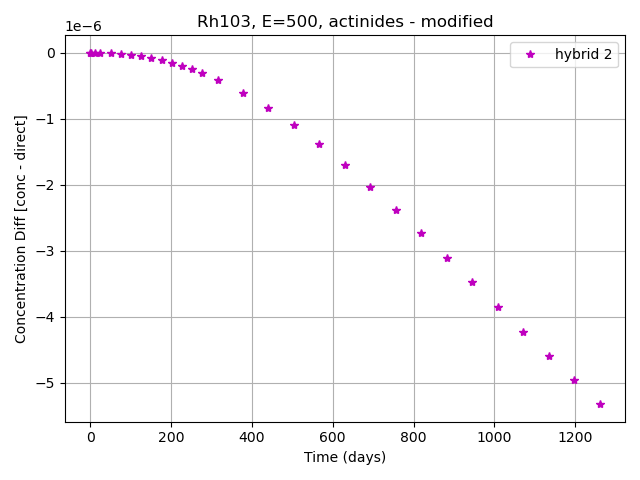 Rh103, E=500, actinides - modified
1e−6
hybrid 2
0
−1
−2
−3
−4
−5
Concentration Diff [conc - direct]
0 200 400 600 800 1000 1200
Time (days)